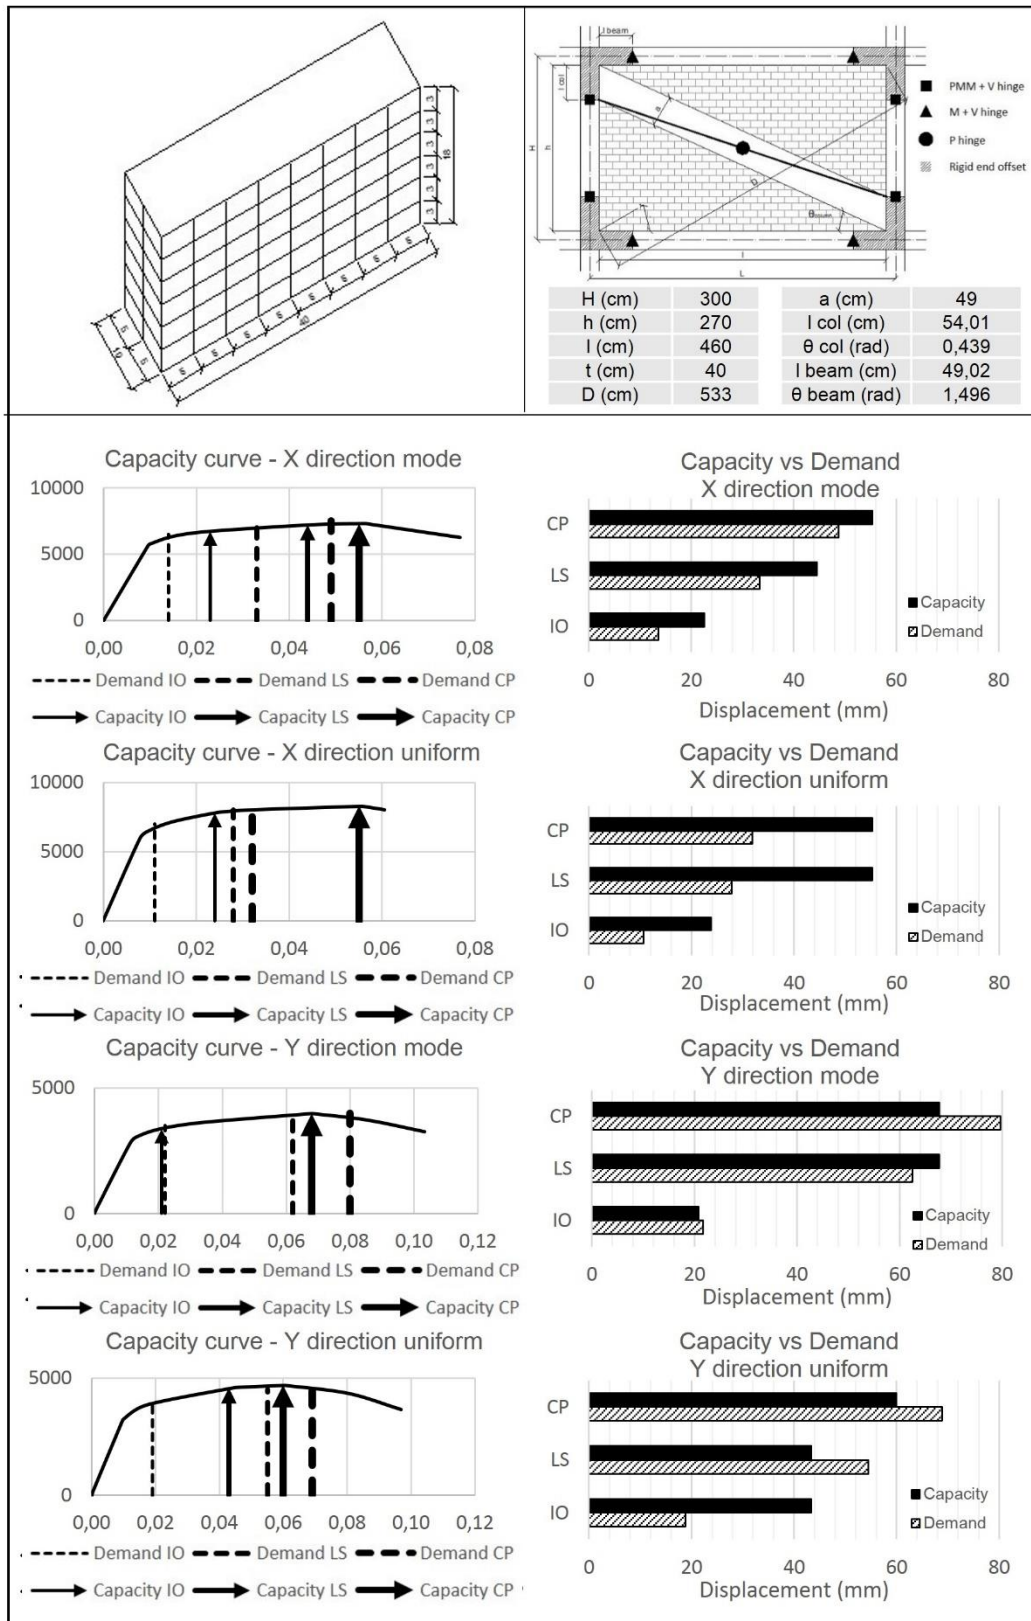 3
3
3
3
3
3
18
5
5
10
5
5
5
5
5
5
5
5
40
l beam
l col
H
h
a
D
l
L
PMM + V hinge
M + V hinge
P hinge
Rigid end offset
H (cm) 300 a (cm) 49
h (cm) 270 l col (cm) 54,01
l (cm) 460 θ col (rad) 0,439
t (cm) 40 l beam (cm) 49,02
D (cm) 533 θ beam (rad) 1,496
Capacity curve - X direction mode
10000
5000
0
0,00 0,02 0,04 0,06 0,08
Demand IO Demand LS Demand CP
Capacity IO Capacity LS Capacity CP
Capacity vs Demand
X direction mode
CP
LS
IO
Capacity
Demand
0 20 40 60 80
Displacement (mm)
Capacity curve - X direction uniform
10000
5000
0
0,00 0,02 0,04 0,06 0,08
Demand IO Demand LS Demand CP
Capacity IO Capacity LS Capacity CP
Capacity vs Demand
X direction uniform
CP
LS
IO
Capacity
Demand
0 20 40 60 80
Displacement (mm)
Capacity curve - Y direction mode
5000
0
0,00 0,02 0,04 0,06 0,08 0,10 0,12
Demand IO Demand LS Demand CP
Capacity IO Capacity LS Capacity CP
Capacity vs Demand
Y direction mode
CP
LS
IO
Capacity
Demand
0 20 40 60 80
Displacement (mm)
Capacity curve - Y direction uniform
5000
0
0,00 0,02 0,04 0,06 0,08 0,10 0,12
Demand IO Demand LS Demand CP
Capacity IO Capacity LS Capacity CP
Capacity vs Demand
Y direction uniform
CP
LS
IO
Capacity
Demand
0 20 40 60 80
Displacement (mm)